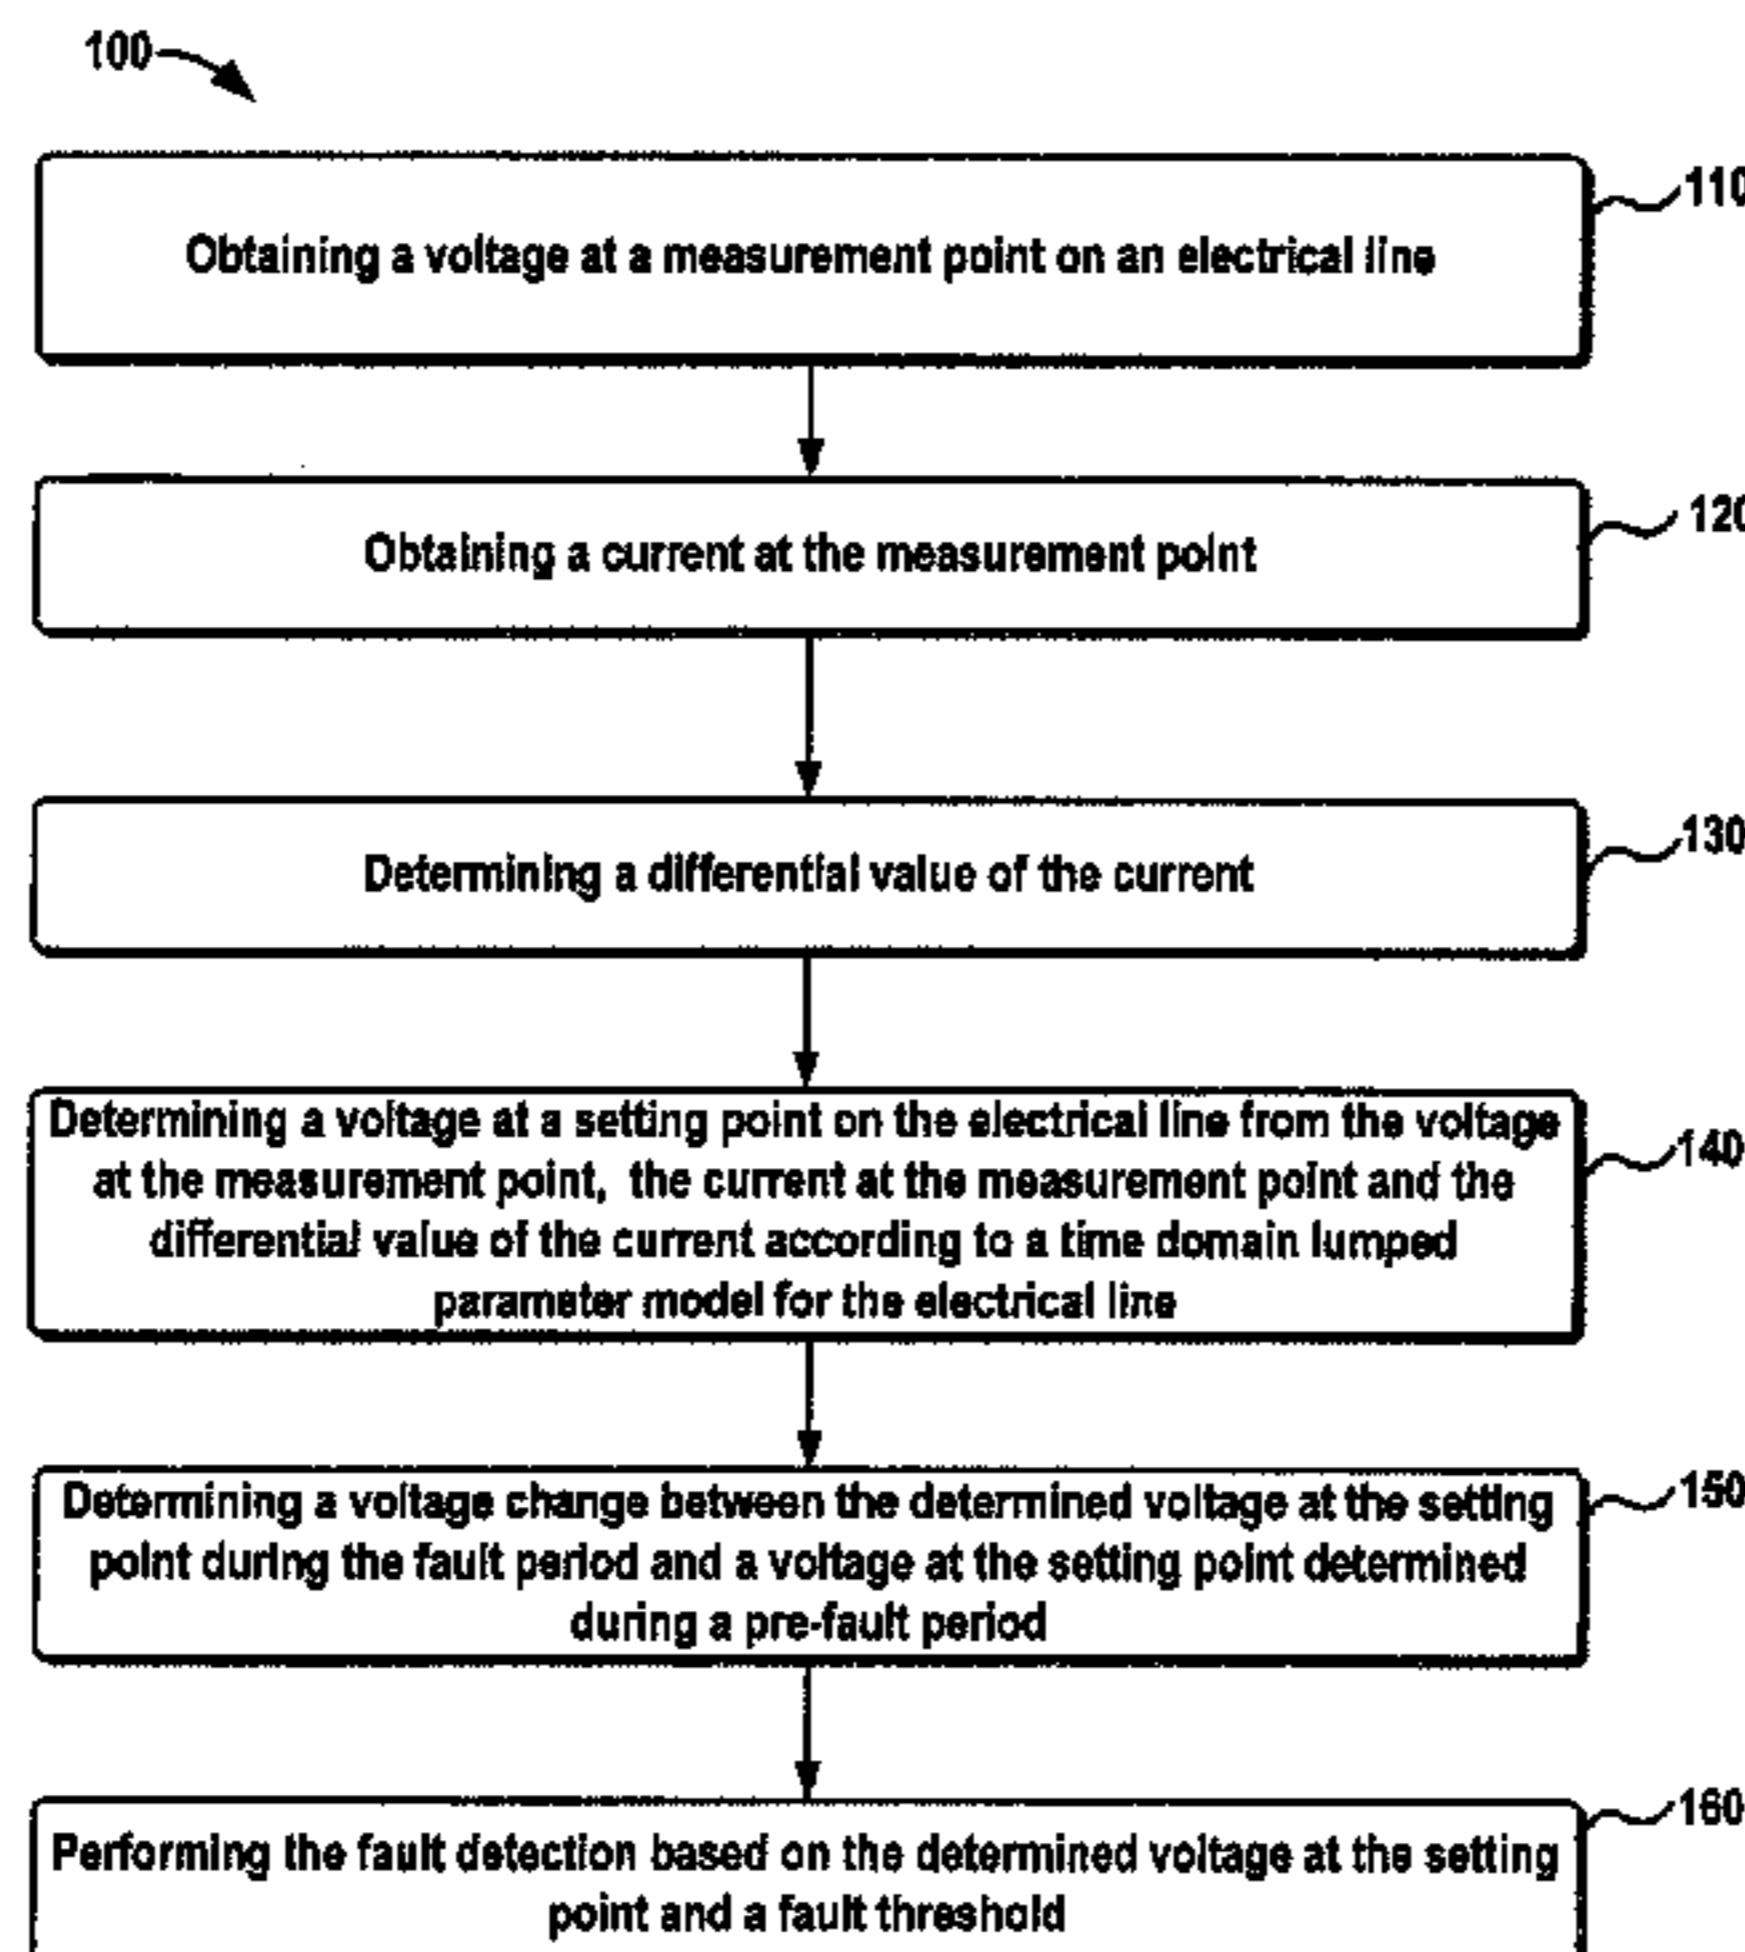 100
110
Obtaining a voltage at a measurement point on an electrical line
120
Obtaining a current at the measurement point
130
Determining a differential value of the current
140
Determining a voltage at a setting point on the electrical line from the voltage
at the measurement point, the current at the measurement point and the
differential value of the current according to a time domain lumped
parameter model for the electrical line
150
Determining a voltage change between the determined voltage at the setting
point during the fault period and a voltage at the setting point determined
during a pre-fault period
160
Performing the fault detection based on the determined voltage at the setting
point and a fault threshold